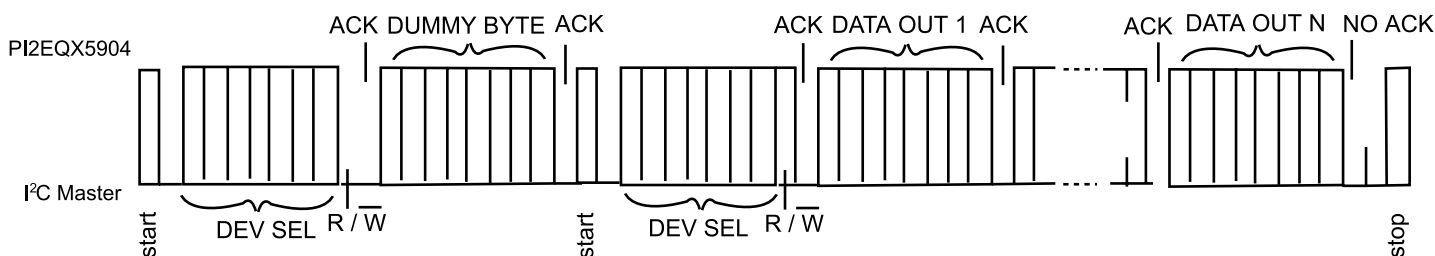 ACK DUMMY BYTE ACK ACK DATA OUT 1 ACK ACK DATA OUT N NO ACK
PI2EQX5904
I²C Master
start DEV SEL R / W̅ start DEV SEL R / W̅ stop